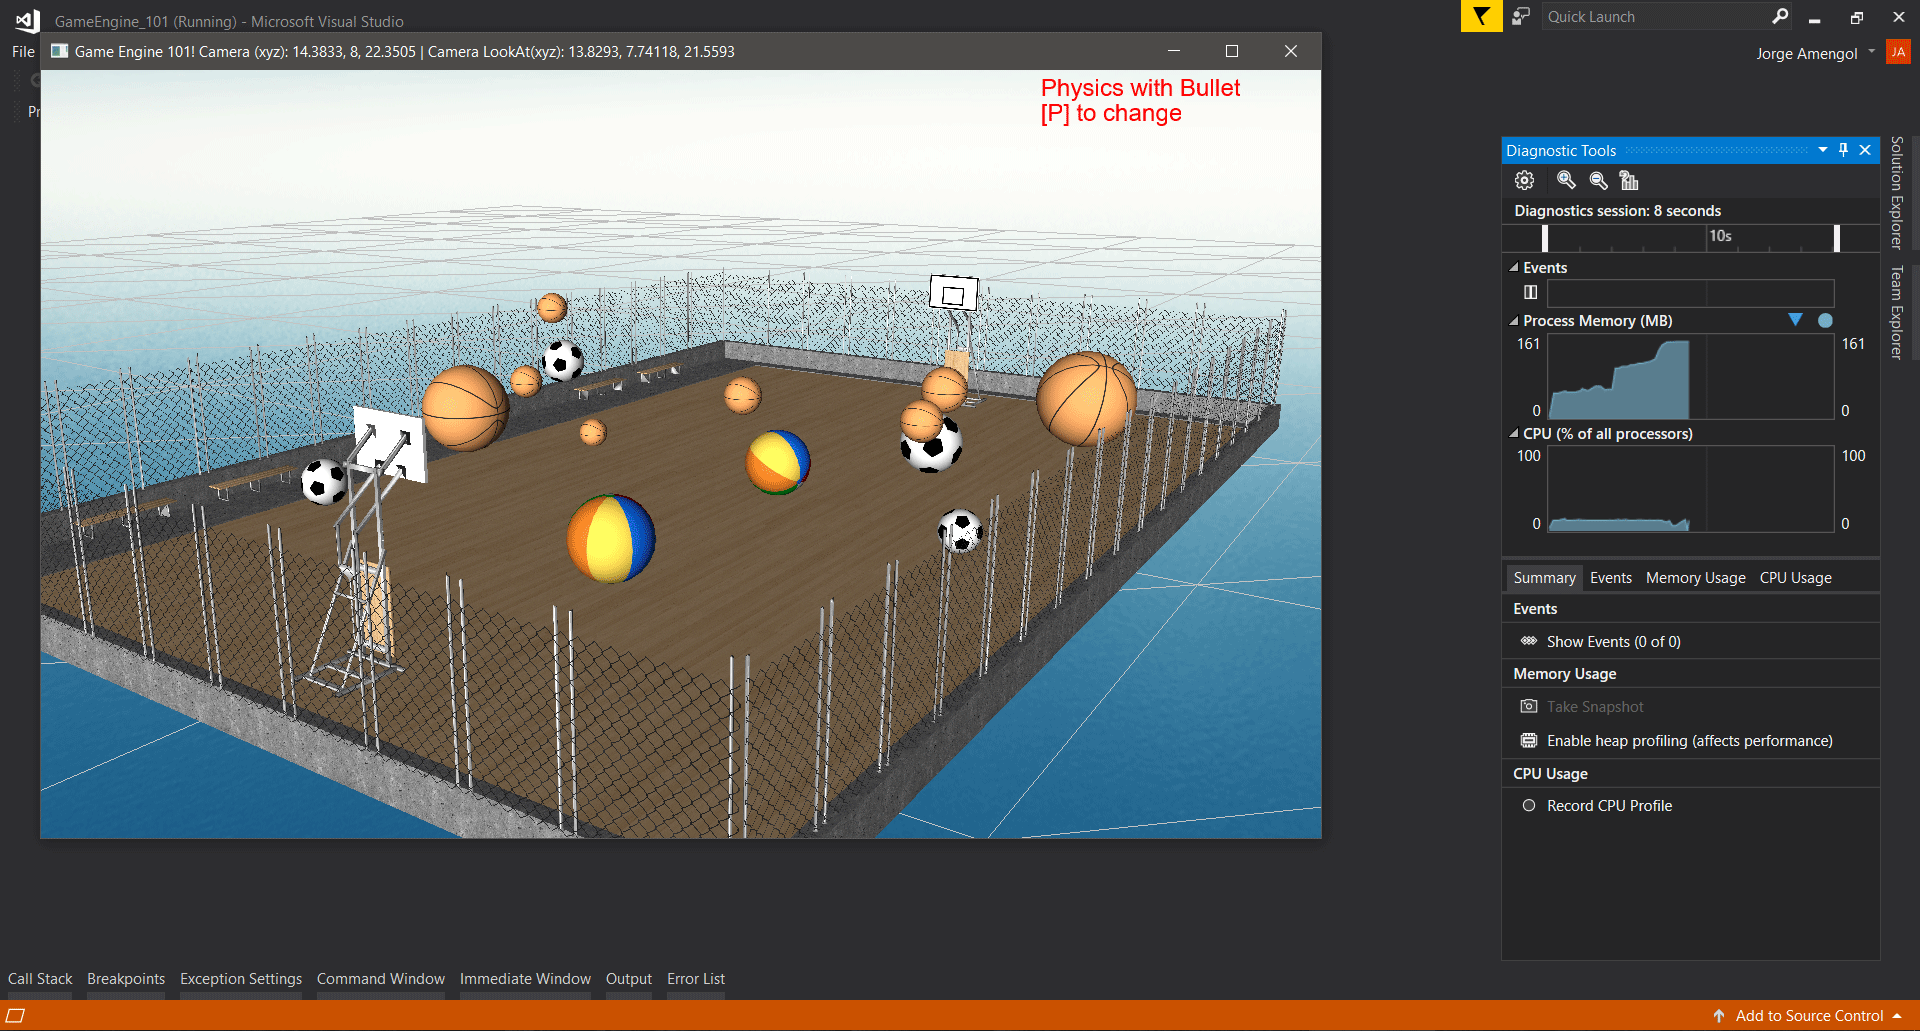 GameEngine_101 (Running) - Microsoft Visual Studio
Quick Launch
File
Jorge Amengol
JA
Game Engine 101! Camera (xyz): 14.3833, 8, 22.3505 | Camera LookAt(xyz): 13.8293, 7.74118, 21.5593
Pr
Physics with Bullet
[P] to change
Diagnostic Tools
Diagnostics session: 8 seconds
10s
Events
Process Memory (MB)
161
161
0
0
CPU (% of all processors)
100
100
0
0
Summary
Events
Memory Usage
CPU Usage
Events
Show Events (0 of 0)
Memory Usage
Take Snapshot
Enable heap profiling (affects performance)
CPU Usage
Record CPU Profile
Solution Explorer
Team Explorer
Call Stack
Breakpoints
Exception Settings
Command Window
Immediate Window
Output
Error List
Add to Source Control